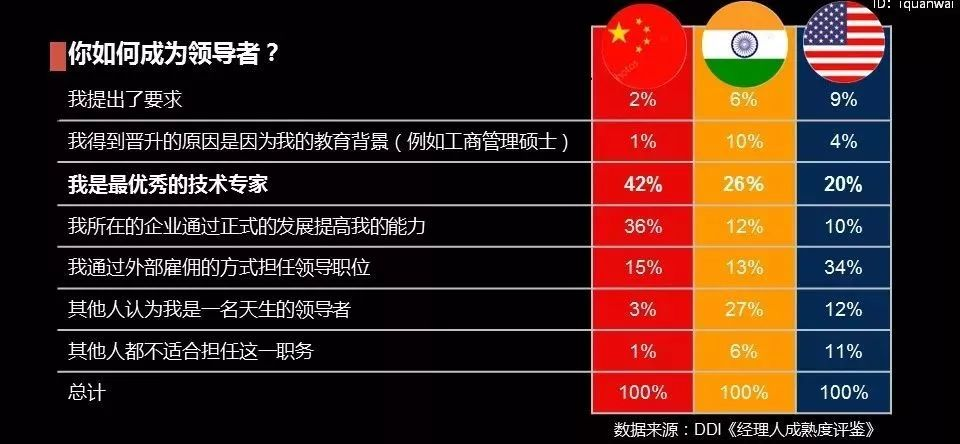 ID：iquanwai
你如何成为领导者？
我提出了要求 2% 6% 9%
我得到晋升的原因是因为我的教育背景（例如工商管理硕士） 1% 10% 4%
我是最优秀的技术专家 42% 26% 20%
我所在的企业通过正式的发展提高我的能力 36% 12% 10%
我通过外部雇佣的方式担任领导职位 15% 13% 34%
其他人认为我是一名天生的领导者 3% 27% 12%
其他人都不适合担任这一职务 1% 6% 11%
总计 100% 100% 100%
数据来源：DDI《经理人成熟度评鉴》